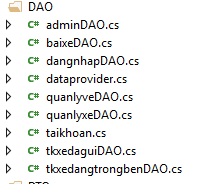 DAO
C# adminDAO.cs
C# baixeDAO.cs
C# dangnhapDAO.cs
C# dataprovider.cs
C# quanlyveDAO.cs
C# quanlyxeDAO.cs
C# taikhoan.cs
C# tkxedaguiDAO.cs
C# tkxedangtrongbenDAO.cs